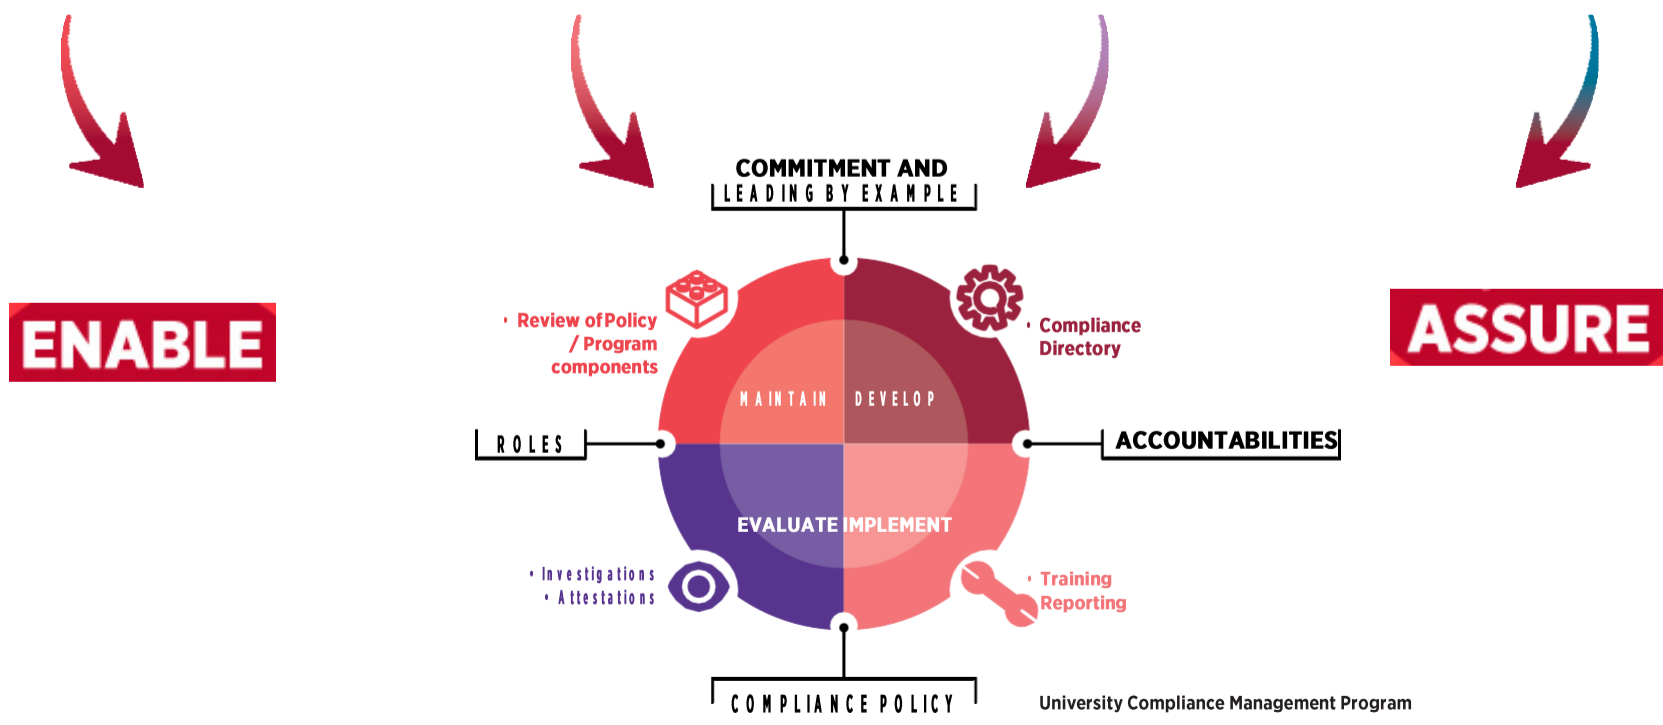 COMMITMENT AND
LEADING BY EXAMPLE
ENABLE
ASSURE
• Review of Policy
/ Program
components
• Compliance
Directory
MAINTAIN
DEVELOP
ROLES
ACCOUNTABILITIES
EVALUATE
IMPLEMENT
• Investigations
• Attestations
• Training
Reporting
COMPLIANCE POLICY
University Compliance Management Program